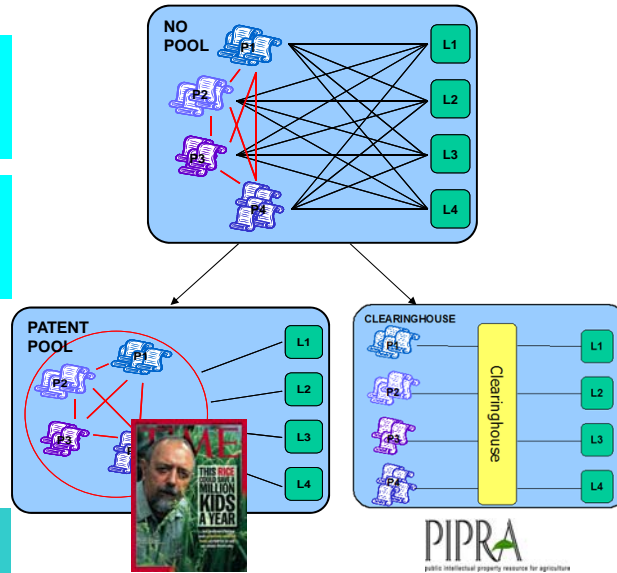 NO
POOL
P1
P2
P3
P4
L1
L2
L3
L4
PATENT
POOL
P1
P2
P3
L1
L2
L3
L4
TIME
THIS RICE
COULD SAVE
MILLION
KIDS
A YEAR
CLEARINGHOUSE
P1
P2
P3
P4
Clearinghouse
L1
L2
L3
L4
PIPRA
public intellectual property resource for agriculture